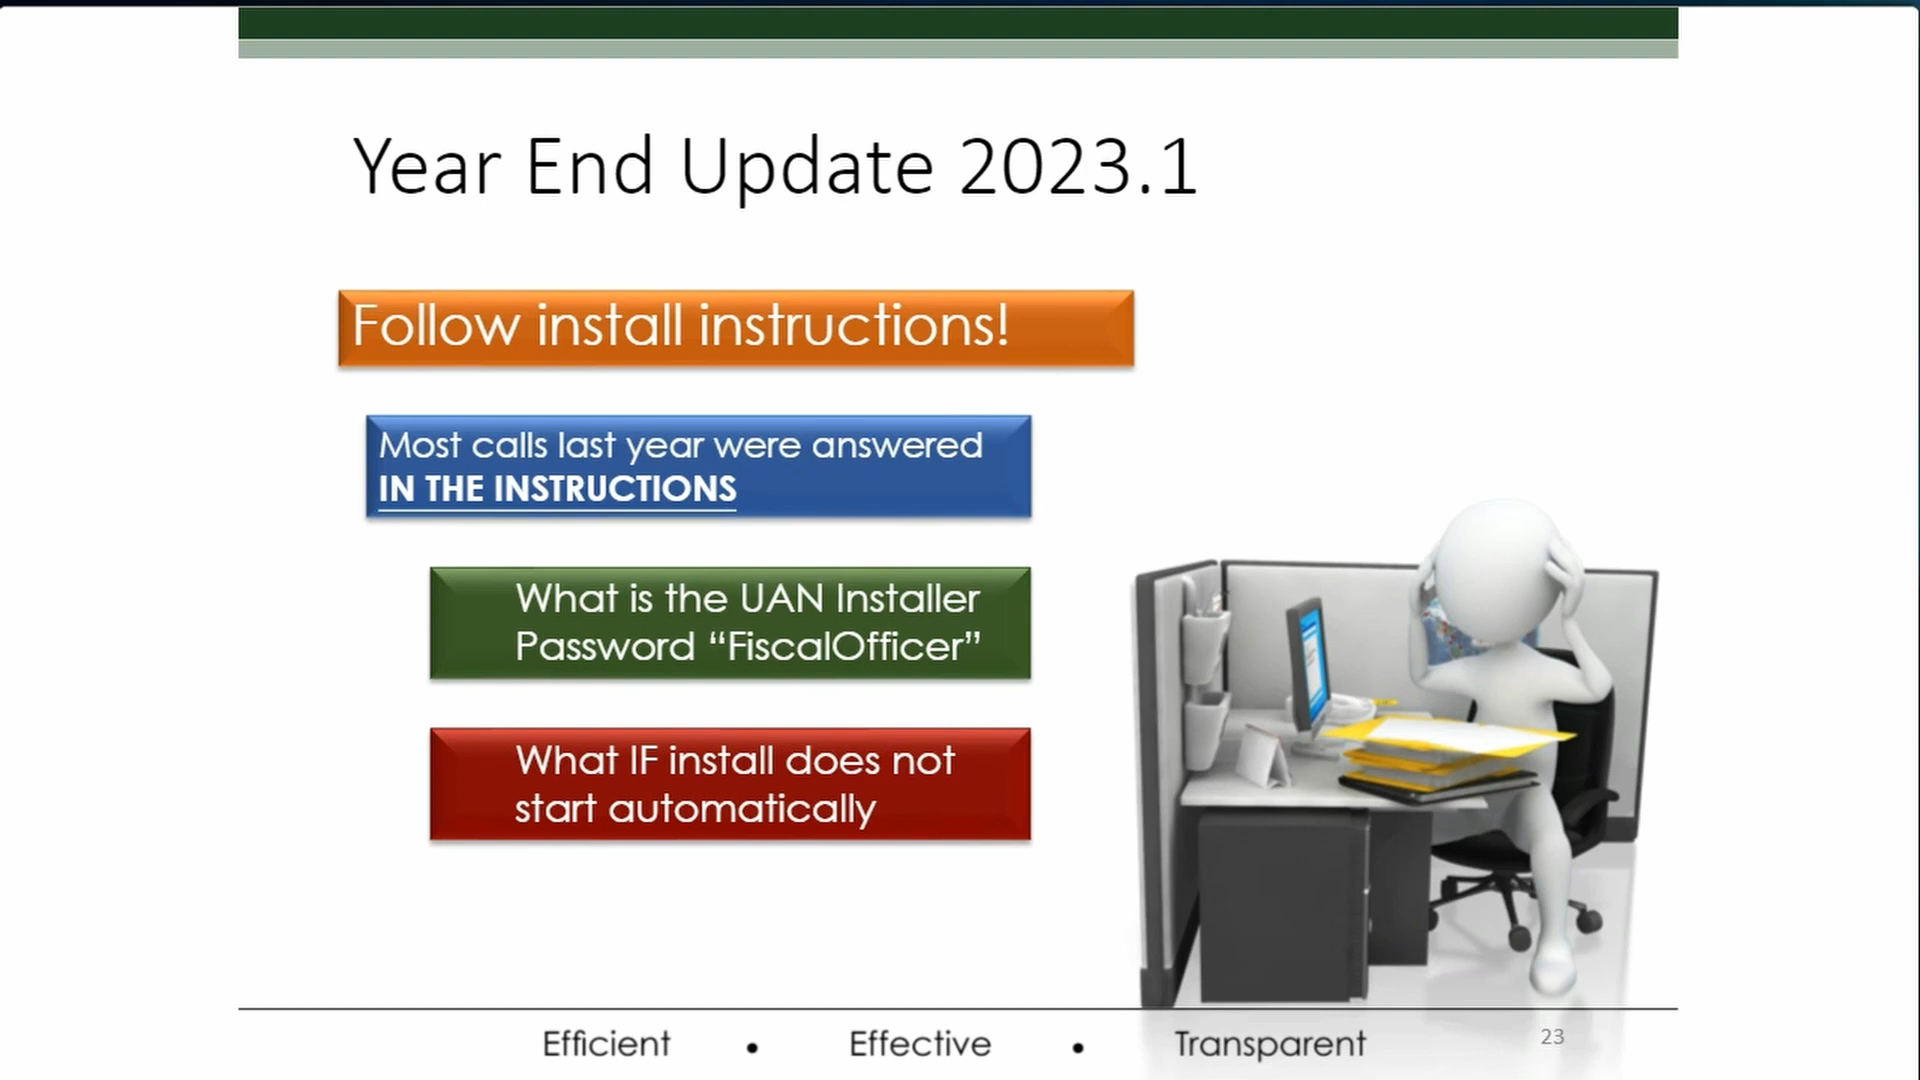 Year End Update 2023.1
Follow install instructions!
Most calls last year were answered
IN THE INSTRUCTIONS
What is the UAN Installer
Password “FiscalOfficer”
What IF install does not
start automatically
Efficient • Effective • Transparent 23